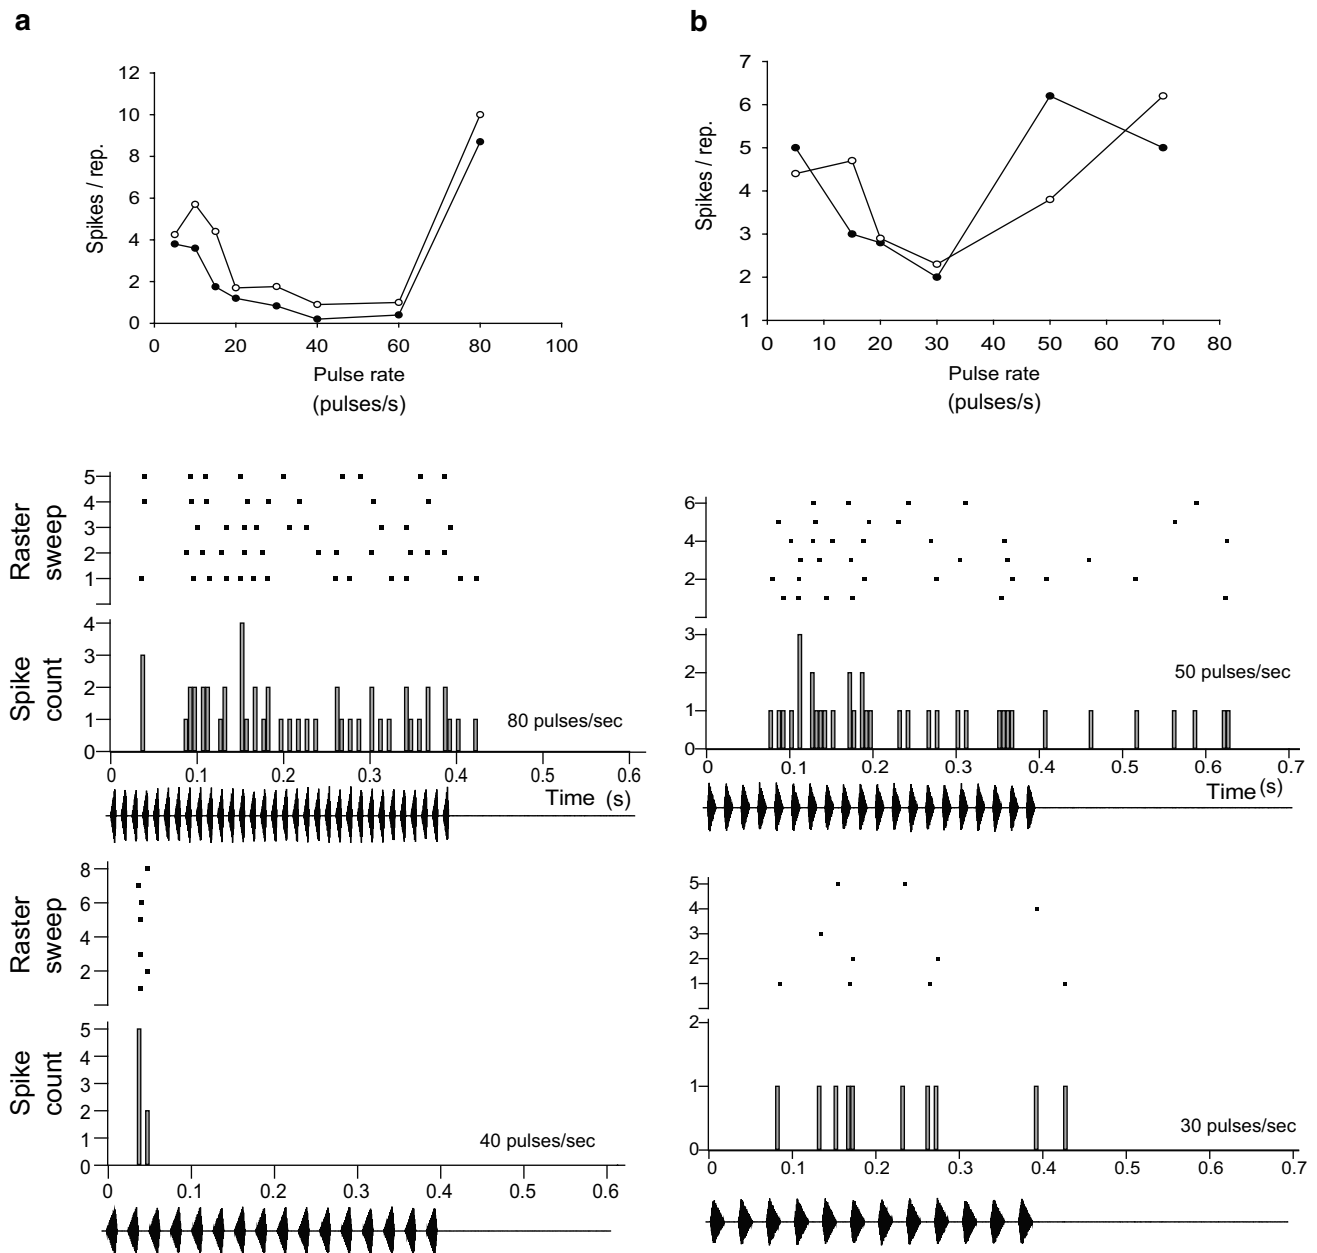 a
b
12
10
8
6
4
2
0
Spikes / rep.
0 20 40 60 80 100
Pulse rate
(pulses/s)
7
6
5
4
3
2
1
Spikes / rep.
0 10 20 30 40 50 60 70 80
Pulse rate
(pulses/s)
Raster
sweep
5
4
3
2
1
Spike
count
4
3
2
1
0
80 pulses/sec
0 0.1 0.2 0.3 0.4 0.5 0.6
Time (s)
6
4
2
3
2
1
0
50 pulses/sec
0 0.1 0.2 0.3 0.4 0.5 0.6 0.7
Time (s)
Raster
sweep
8
6
4
2
Spike
count
5
4
3
2
1
0
40 pulses/sec
0 0.1 0.2 0.3 0.4 0.5 0.6
5
4
3
2
1
2
1
0
30 pulses/sec
0 0.1 0.2 0.3 0.4 0.5 0.6 0.7